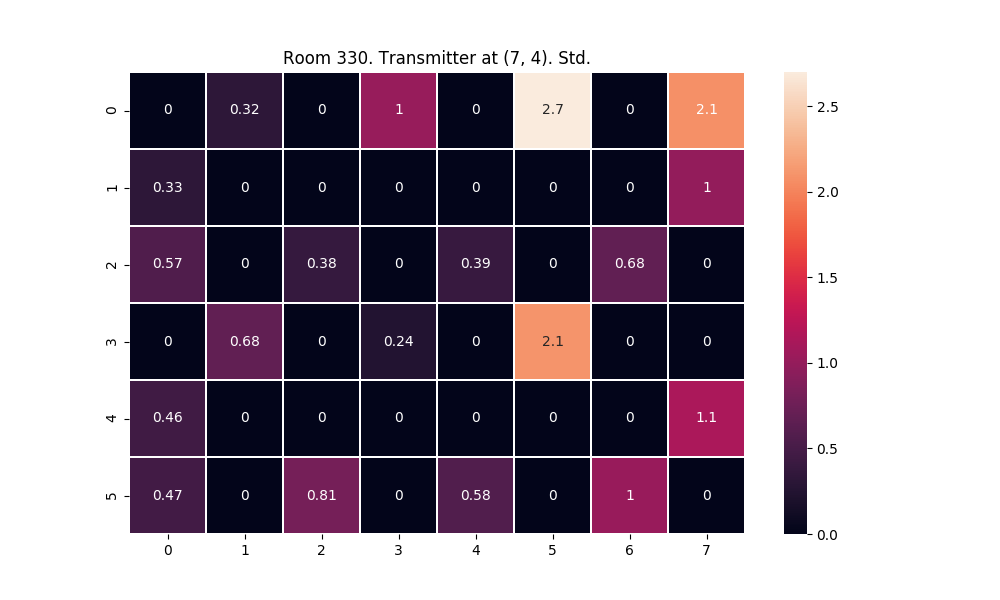 Room 330. Transmitter at (7, 4). Std.
0 0 0.32 0 1 0 2.7 0 2.1
1 0.33 0 0 0 0 0 0 1
2 0.57 0 0.38 0 0.39 0 0.68 0
3 0 0.68 0 0.24 0 2.1 0 0
4 0.46 0 0 0 0 0 0 1.1
5 0.47 0 0.81 0 0.58 0 1 0
0 1 2 3 4 5 6 7
2.5
2.0
1.5
1.0
0.5
0.0